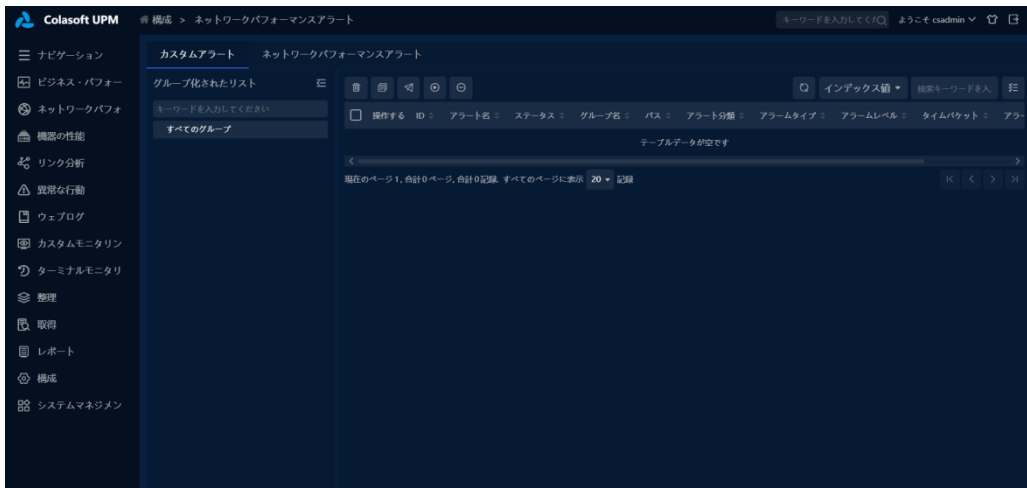 Colasoft UPM
構成 > ネットワークパフォーマンスアラート
キーワードを入力してくだ
ようこそ csadmin
ナビゲーション
ビジネス・パフォー
ネットワークパフォ
機器の性能
リンク分析
異常な行動
ウェブログ
カスタムモニタリン
ターミナルモニタリ
整理
取得
レポート
構成
システムマネジメン
カスタムアラート ネットワークパフォーマンスアラート
グループ化されたリスト
キーワードを入力してください
すべてのグループ
インデックス値 検索キーワードを入
操作する ID アラート名 ステータス グループ名 パス アラート分類 アラームタイプ アラームレベル タイムバケット アラー
テーブルデータが空です
現在のページ 1, 合計 0 ページ, 合計 0 記録. すべてのページに表示 20 記録